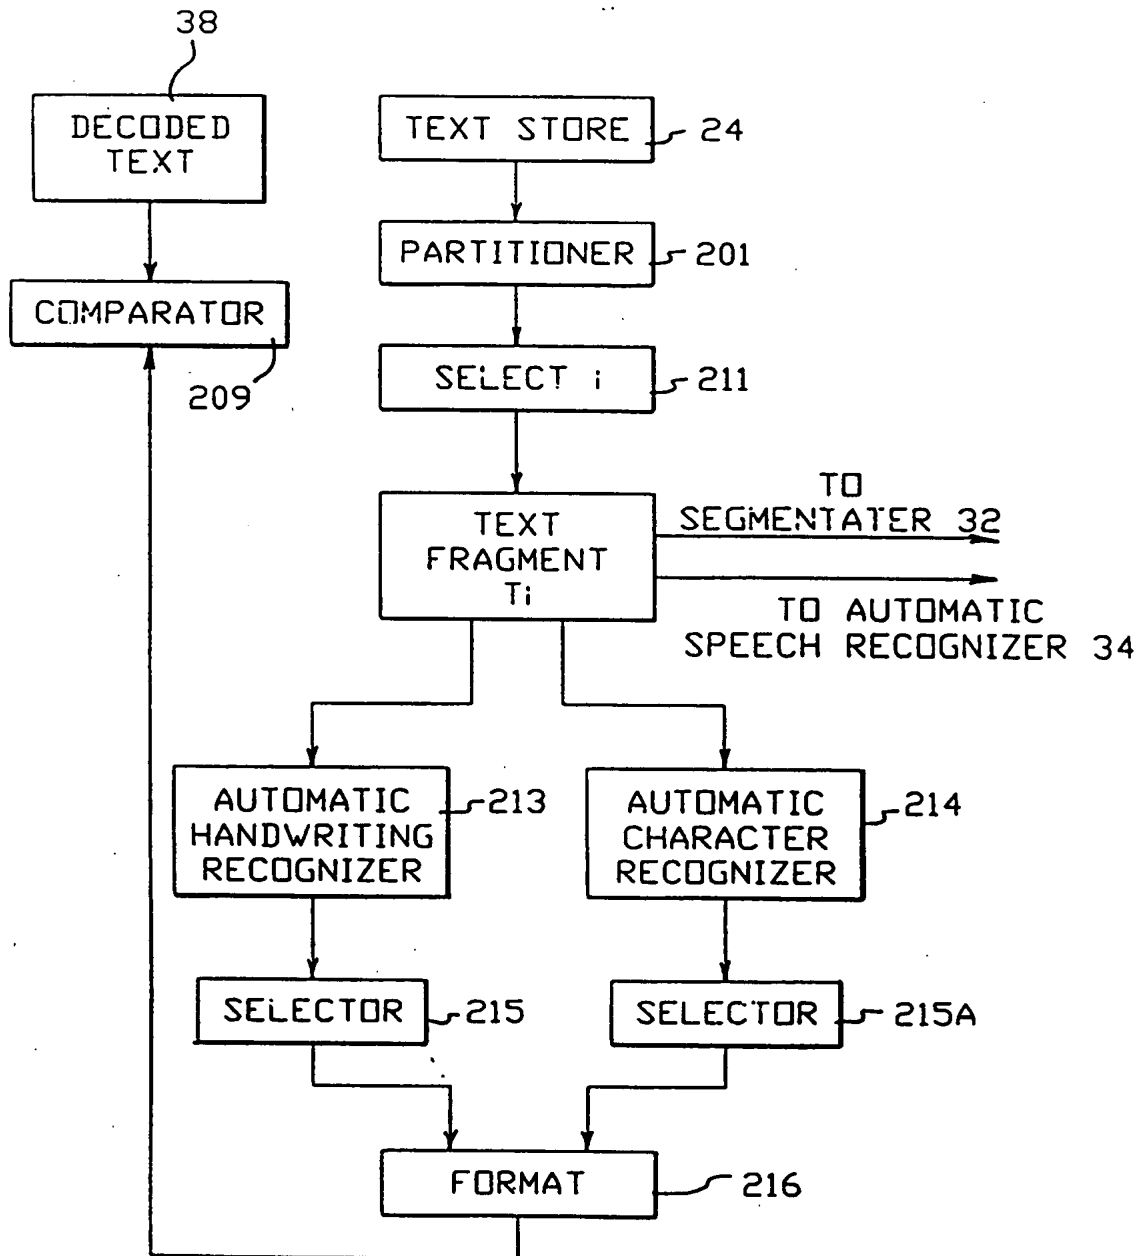 38
DECODED
TEXT
TEXT STORE
24
PARTITIONER
201
COMPARATOR
209
SELECT i
211
TEXT
FRAGMENT
Ti
TO
SEGMENTATER 32
TO AUTOMATIC
SPEECH RECOGNIZER 34
AUTOMATIC
HANDWRITING
RECOGNIZER
213
AUTOMATIC
CHARACTER
RECOGNIZER
214
SELECTOR
215
SELECTOR
215A
FORMAT
216